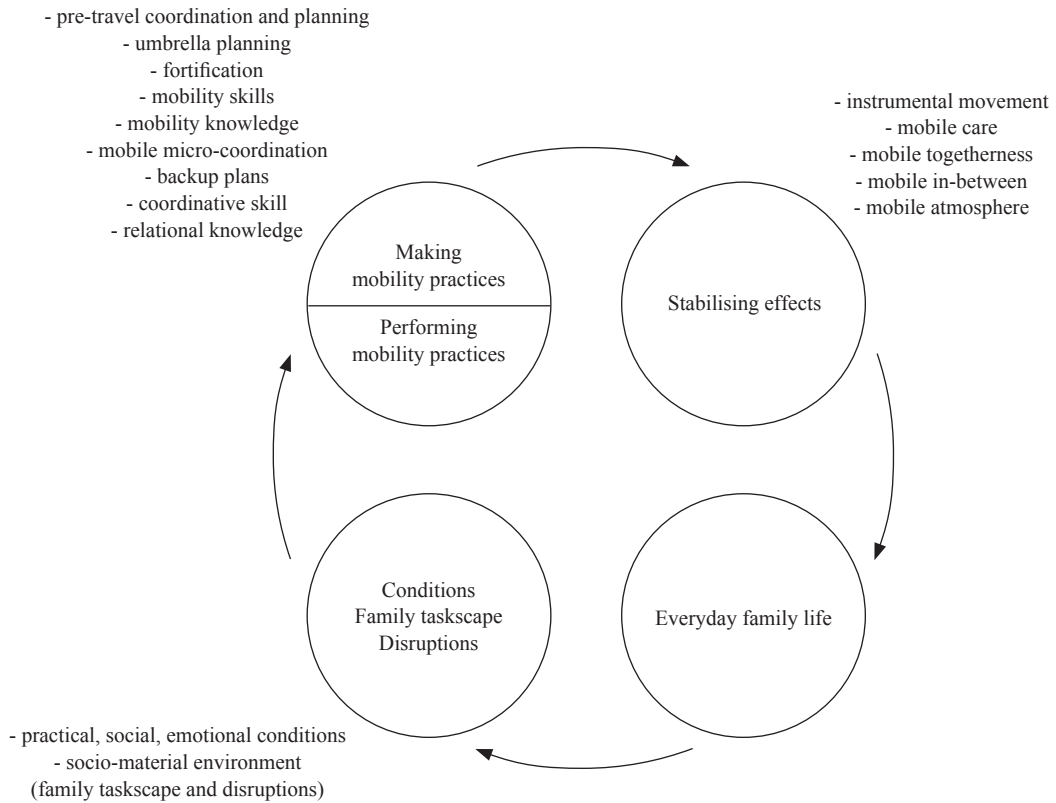 - pre-travel coordination and planning
- umbrella planning
- fortification
- mobility skills
- mobility knowledge
- mobile micro-coordination
- backup plans
- coordinative skill
- relational knowledge
- instrumental movement
- mobile care
- mobile togetherness
- mobile in-between
- mobile atmosphere
Making
mobility practices
Performing
mobility practices
Stabilising effects
Conditions
Family taskscape
Disruptions
Everyday family life
- practical, social, emotional conditions
- socio-material environment
(family taskscape and disruptions)